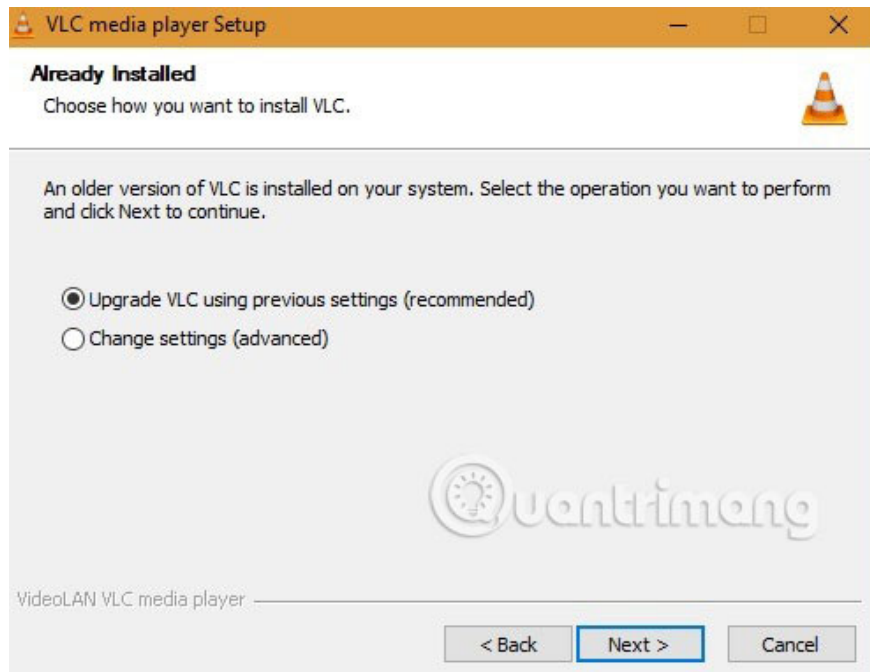 VLC media player Setup
Already Installed
Choose how you want to install VLC.
An older version of VLC is installed on your system. Select the operation you want to perform
and click Next to continue.
Upgrade VLC using previous settings (recommended)
Change settings (advanced)
Quantrimang
VideoLAN VLC media player
< Back Next > Cancel